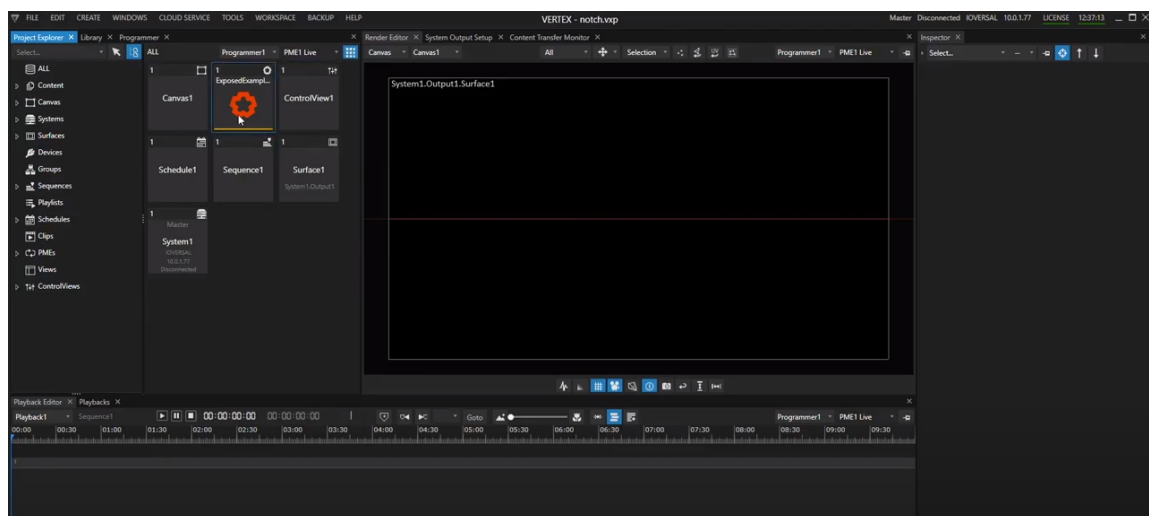 FILE EDIT CREATE WINDOWS CLOUD SERVICE TOOLS WORKSPACE BACKUP HELP VERTEX - notch.vxp Master Disconnected IOVERSAL 10.0.1.77 LICENSE 12:37:13
Project Explorer Library Programmer Render Editor System Output Setup Content Transfer Monitor Inspector
Select... ALL Programmer1 PME1 Live Canvas Canvas1 All Selection Programmer1 PME1 Live Select...
ALL
Content
Canvas
Systems
Surfaces
Devices
Groups
Sequences
Playlists
Schedules
Clips
PMEs
Views
ControlViews
1 1 1
ExposedExampl...
Canvas1 ControlView1
1 1 1
Schedule1 Sequence1 Surface1
System1.Output1
1
Master
System1
IOVERSAL
10.0.1.77
Disconnected
System1.Output1.Surface1
Playback Editor Playbacks
Playback1 Sequence1 00:00:00:00 00:00:00:00 Goto Programmer1 PME1 Live
00:00 00:30 01:00 01:30 02:00 02:30 03:00 03:30 04:00 04:30 05:00 05:30 06:00 06:30 07:00 07:30 08:00 08:30 09:00 09:30
1